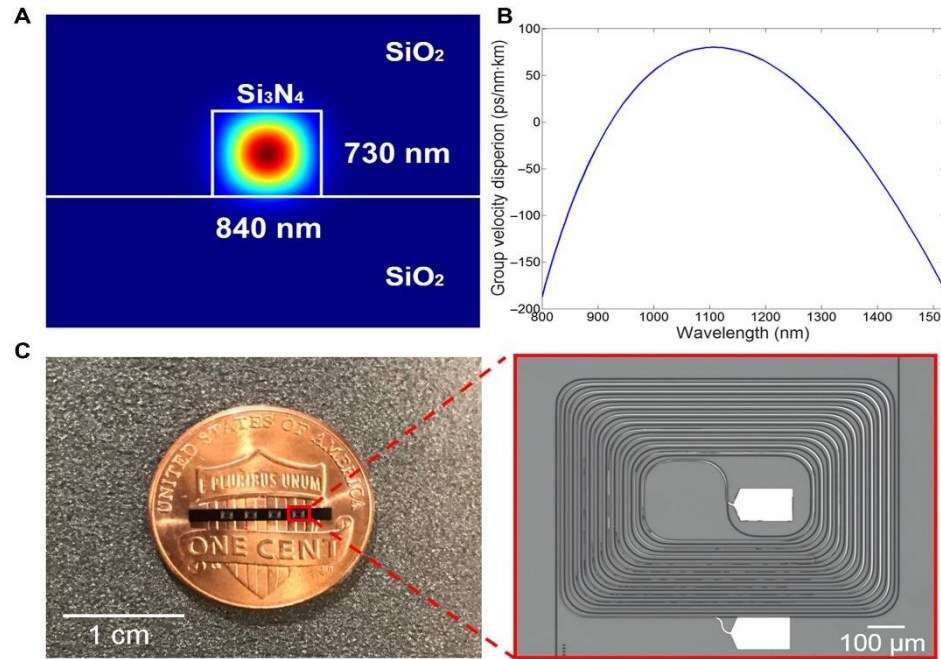 A
SiO₂
Si₃N₄
730 nm
840 nm
SiO₂
B
Group velocity disperion (ps/nm·km)
100
50
0
−50
−100
−150
−200
800
900
1000
1100
1200
1300
1400
Wavelength (nm)
C
UNITED STATES OF AMERICA
E PLURIBUS UNUM
ONE CENT
1 cm
100 µm